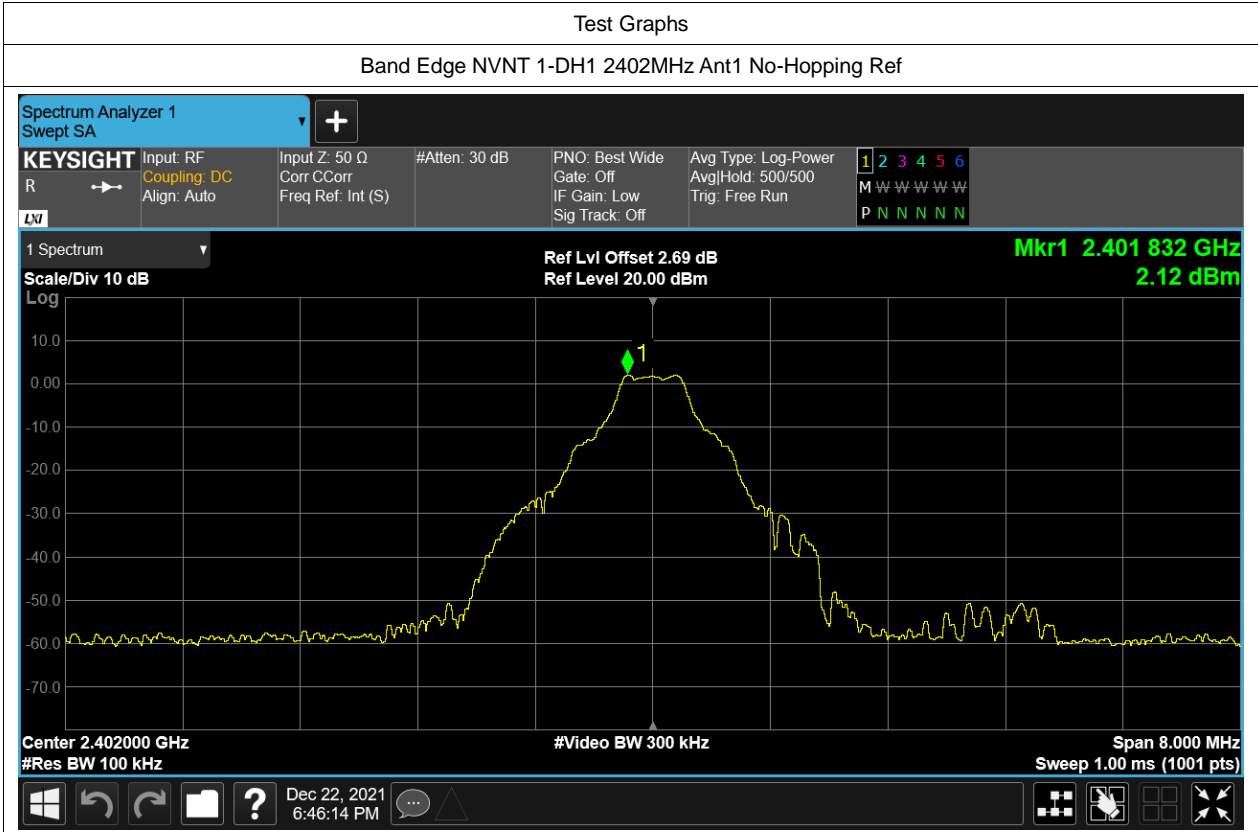 Test Graphs
Band Edge NVNT 1-DH1 2402MHz Ant1 No-Hopping Ref
Spectrum Analyzer 1
Swept SA
KEYSIGHT
R
LXI
Input: RF
Coupling: DC
Align: Auto
Input Z: 50 Ω
Corr CCorr
Freq Ref: Int (S)
#Atten: 30 dB
PNO: Best Wide
Gate: Off
IF Gain: Low
Sig Track: Off
Avg Type: Log-Power
Avg|Hold: 500/500
Trig: Free Run
1 2 3 4 5 6
M W W W W W
P N N N N N
1 Spectrum
Scale/Div 10 dB
Log
Ref Lvl Offset 2.69 dB
Ref Level 20.00 dBm
Mkr1 2.401 832 GHz
2.12 dBm
1
10.0
0.00
-10.0
-20.0
-30.0
-40.0
-50.0
-60.0
-70.0
Center 2.402000 GHz
#Res BW 100 kHz
#Video BW 300 kHz
Span 8.000 MHz
Sweep 1.00 ms (1001 pts)
?
Dec 22, 2021
6:46:14 PM